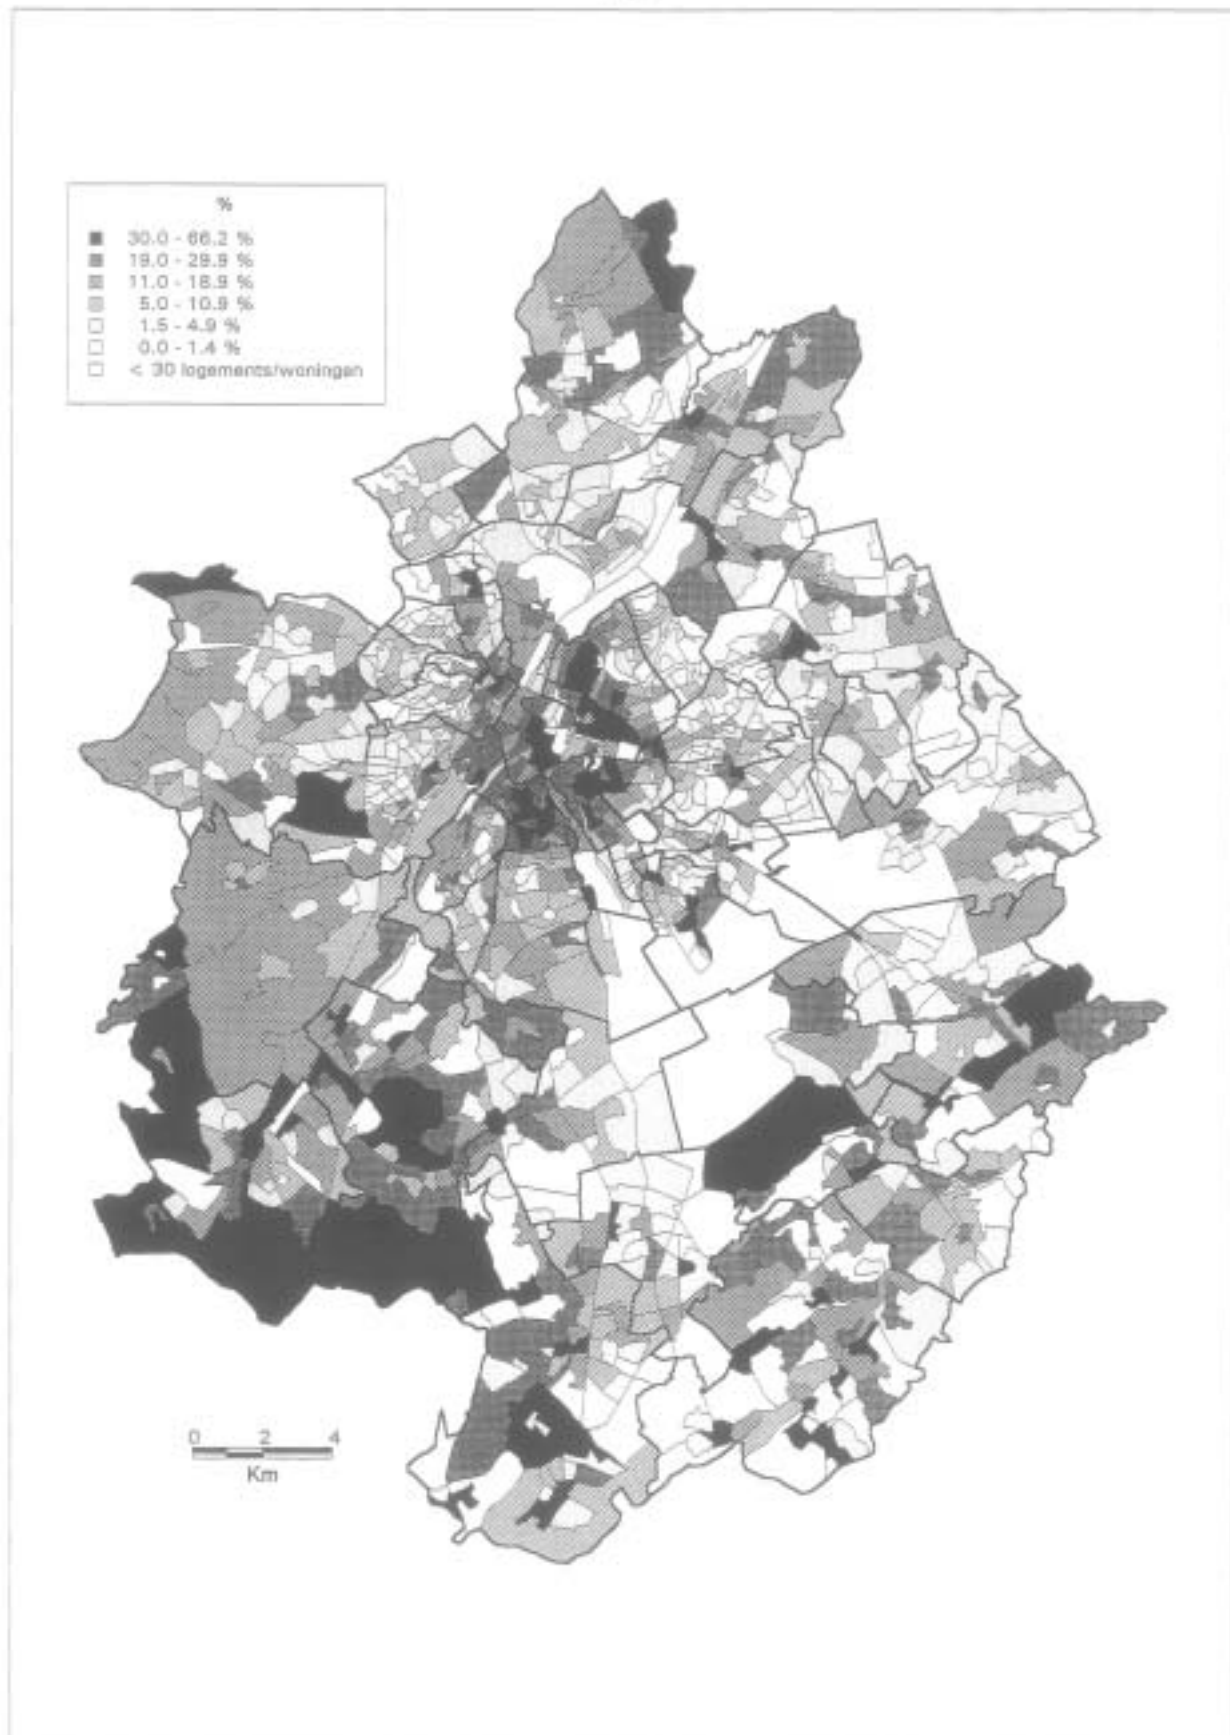 %
30.0 - 66.2 %
19.0 - 29.9 %
11.0 - 18.9 %
5.0 - 10.9 %
1.5 - 4.9 %
0.0 - 1.4 %
< 30 logements/woningen
0 2 4
Km